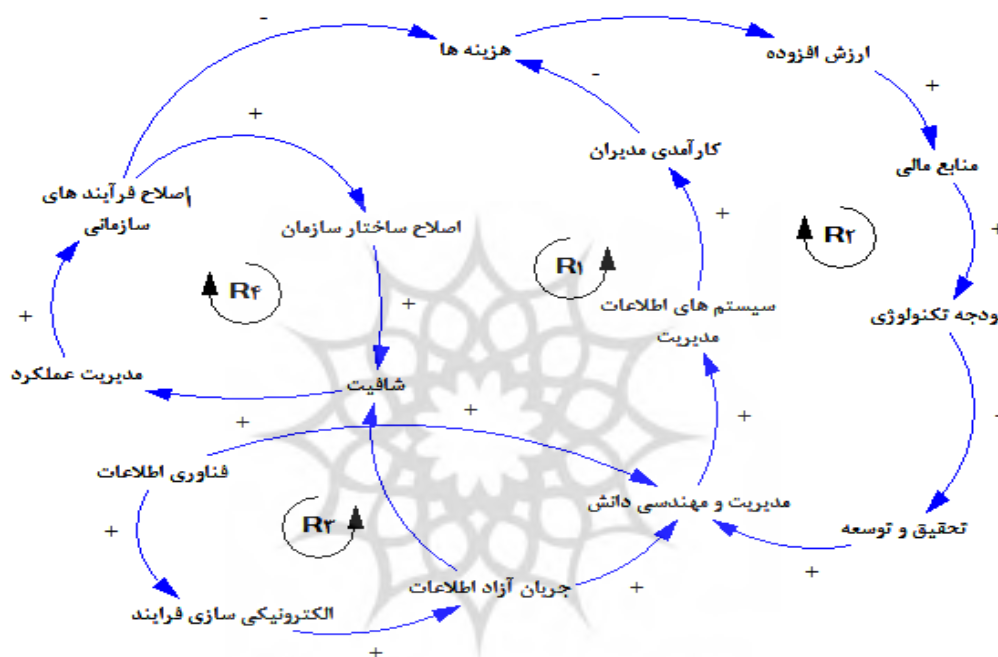 -
هزینه ها
ارزش افزوده
+
-
+
کارآمدی مدیران
منابع مالی
اصلاح فرآیند های
سازمانی
+
+
اصلاح ساختار سازمان
R۲
R۱
R۴
سیستم های اطلاعات
مدیریت
+
ودجه تکنولوژی
+
مدیریت عملکرد
شافیت
+
+
+
+
فناوری اطلاعات
مدیریت و مهندسی دانش
R۳
+
تحقیق و توسعه
+
+
جریان آزاد اطلاعات
الکترونیکی سازی فرایند
+